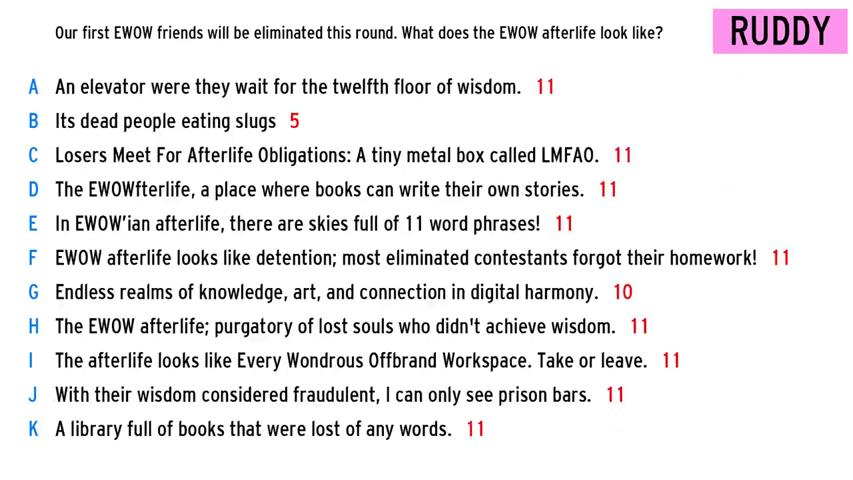 Our first EWOW friends will be eliminated this round. What does the EWOW afterlife look like?
RUDDY
A An elevator were they wait for the twelfth floor of wisdom. 11
B Its dead people eating slugs 5
C Losers Meet For Afterlife Obligations: A tiny metal box called LMFAO. 11
D The EWOWfterlife, a place where books can write their own stories. 11
E In EWOW'ian afterlife, there are skies full of 11 word phrases! 11
F EWOW afterlife looks like detention; most eliminated contestants forgot their homework! 11
G Endless realms of knowledge, art, and connection in digital harmony. 10
H The EWOW afterlife; purgatory of lost souls who didn't achieve wisdom. 11
I The afterlife looks like Every Wondrous Offbrand Workspace. Take or leave. 11
J With their wisdom considered fraudulent, I can only see prison bars. 11
K A library full of books that were lost of any words. 11